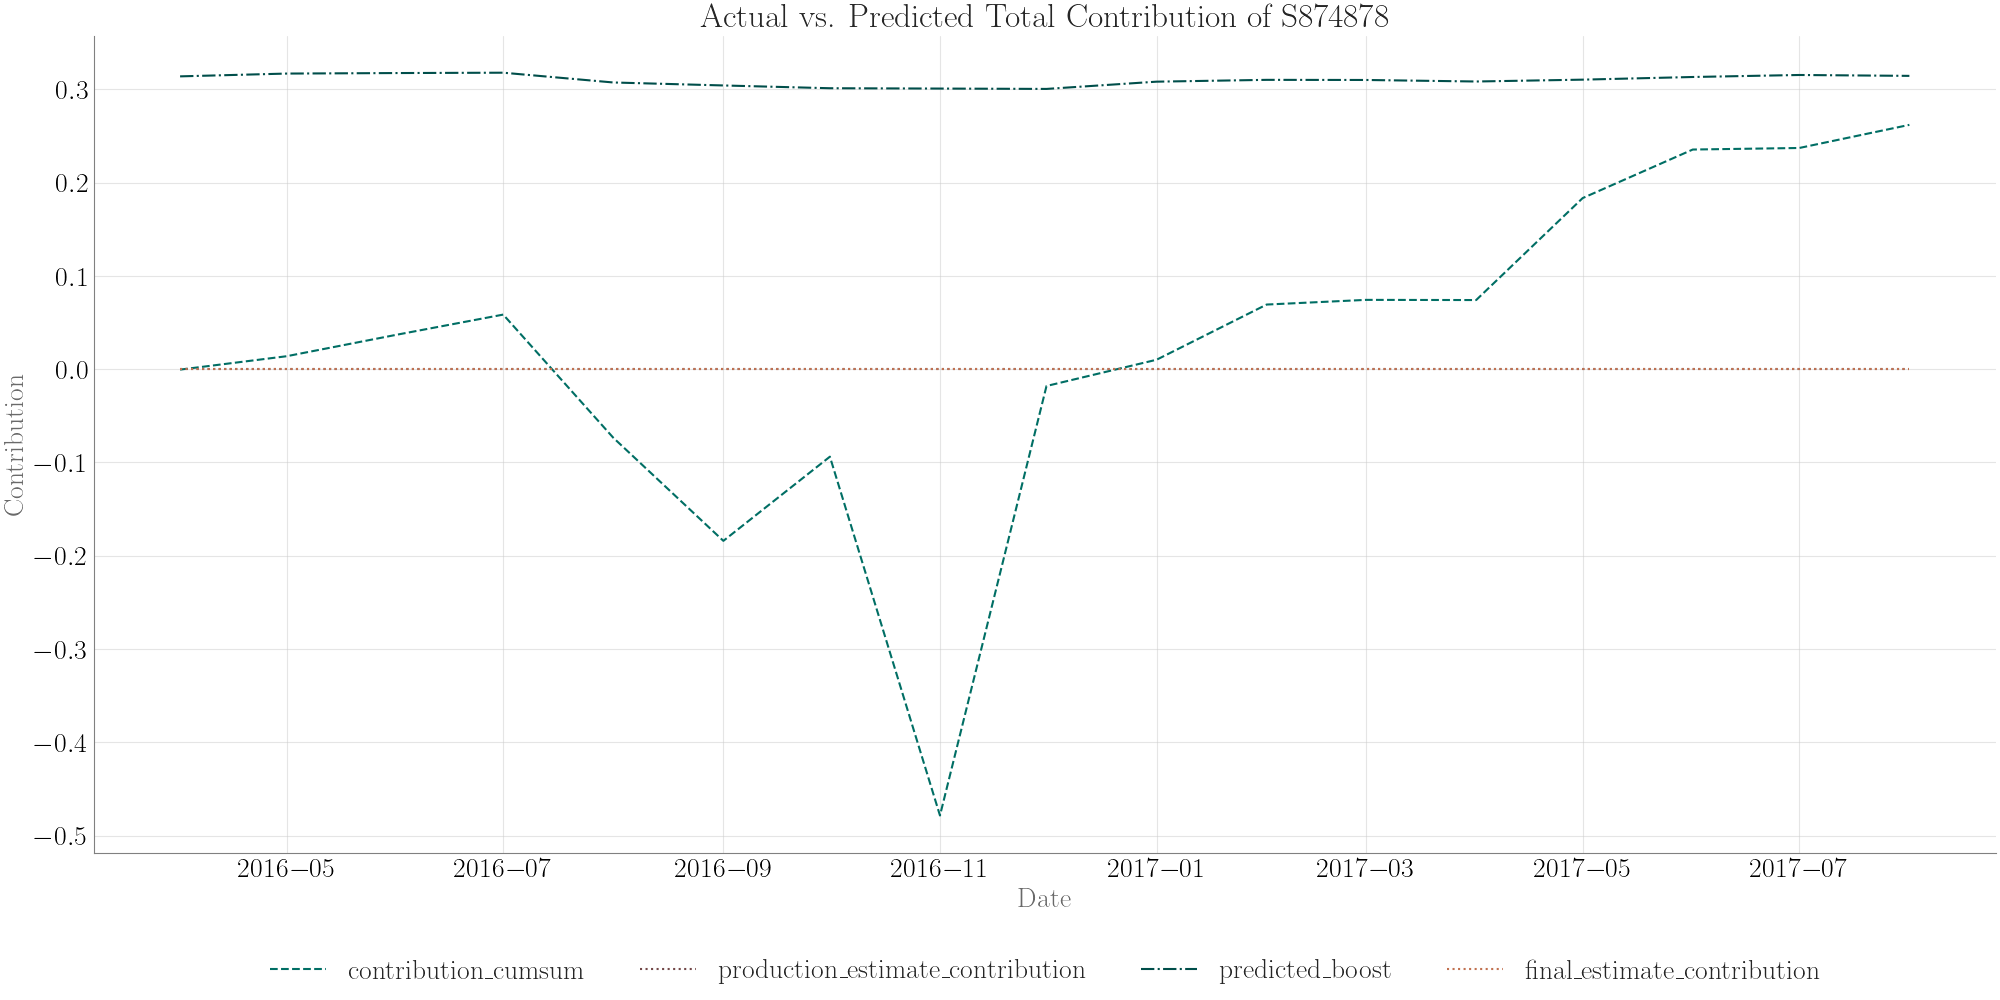 Actual vs. Predicted Total Contribution of S874878
Contribution
0.3
0.2
0.1
0.0
−0.1
−0.2
−0.3
−0.4
−0.5
2016−05 2016−07 2016−09 2016−11 2017−01 2017−03 2017−05 2017−07
Date
contribution_cumsum production_estimate_contribution predicted_boost final_estimate_contribution